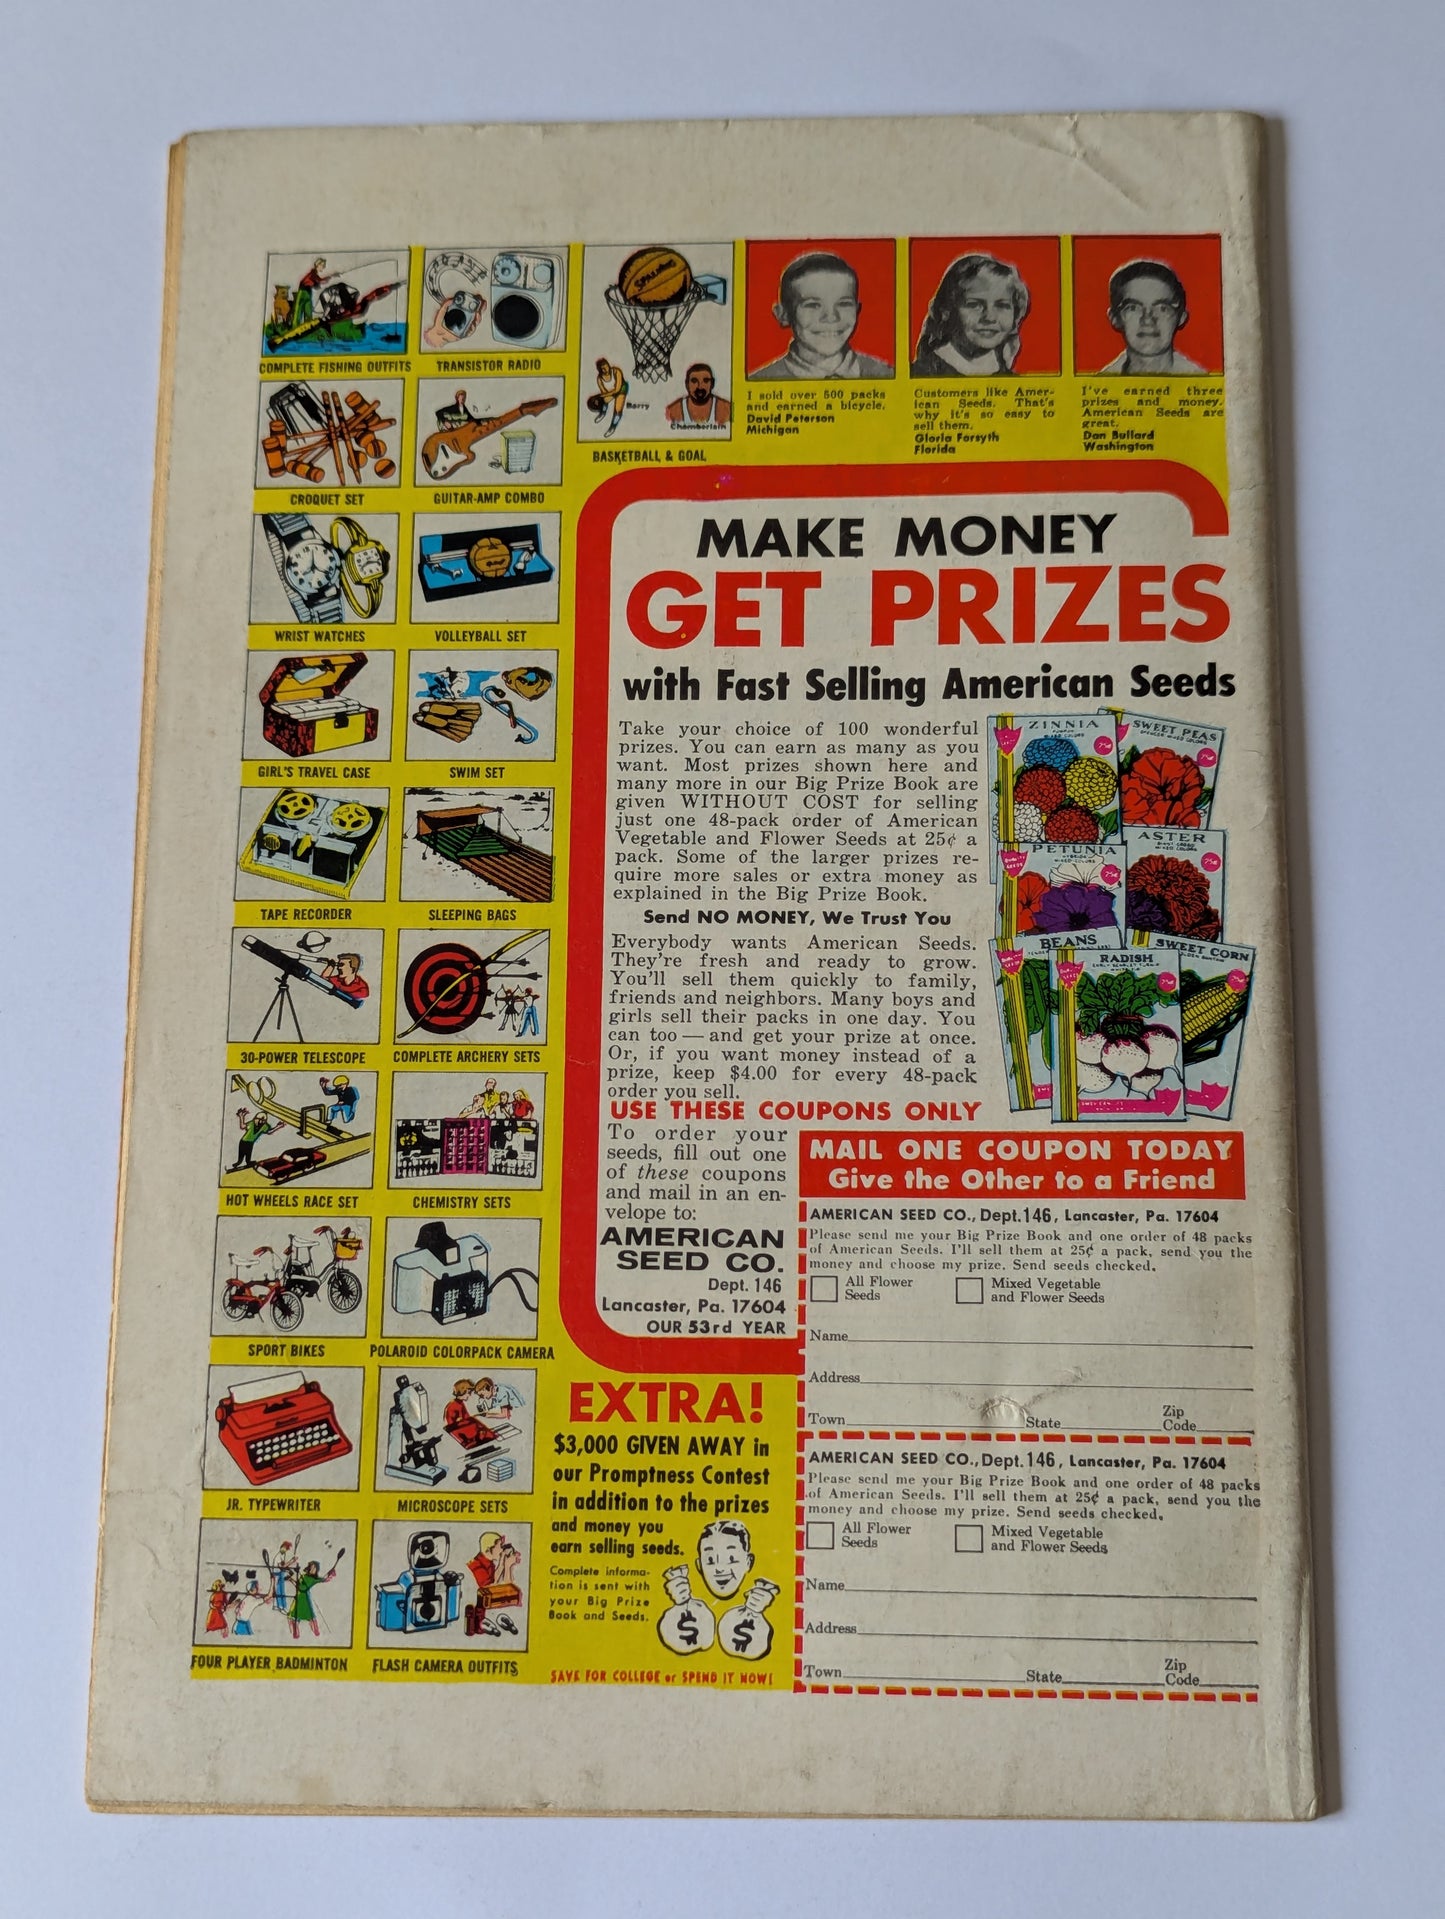 COMPLETE FISHING OUTFITS
TRANSISTOR RADIO
SPALDING
Barry
Chamberlain
BASKETBALL & GOAL
CROQUET SET
GUITAR-AMP COMBO
WRIST WATCHES
VOLLEYBALL SET
GIRL'S TRAVEL CASE
SWIM SET
TAPE RECORDER
SLEEPING BAGS
30-POWER TELESCOPE
COMPLETE ARCHERY SETS
HOT WHEELS RACE SET
CHEMISTRY SETS
SPORT BIKES
POLAROID COLORPACK CAMERA
JR. TYPEWRITER
MICROSCOPE SETS
FOUR PLAYER BADMINTON
FLASH CAMERA OUTFITS
I sold over 500 packs
and earned a bicycle.
David Peterson
Michigan
Customers like Amer-
ican Seeds. That's
why it's so easy to
sell them.
Gloria Forsyth
Florida
I've earned three
prizes and money.
American Seeds are
great.
Dan Bullard
Washington
MAKE MONEY
GET PRIZES
with Fast Selling American Seeds
Take your choice of 100 wonderful
prizes. You can earn as many as you
want. Most prizes shown here and
many more in our Big Prize Book are
given WITHOUT COST for selling
just one 48-pack order of American
Vegetable and Flower Seeds at 25¢ a
pack. Some of the larger prizes re-
quire more sales or extra money as
explained in the Big Prize Book.
Send NO MONEY, We Trust You
Everybody wants American Seeds.
They're fresh and ready to grow.
You'll sell them quickly to family,
friends and neighbors. Many boys and
girls sell their packs in one day. You
can too — and get your prize at once.
Or, if you want money instead of a
prize, keep $4.00 for every 48-pack
order you sell.
ZINNIA
MIXED COLORS
25¢
SWEET PEAS
SPENCER MIXED COLORS
25¢
PETUNIA
MIXED COLORS
25¢
ASTER
MIXED COLORS
25¢
BEANS
RADISH
SWEET CORN
USE THESE COUPONS ONLY
To order your
seeds, fill out one
of these coupons
and mail in an en-
velope to:
AMERICAN
SEED CO.
Dept. 146
Lancaster, Pa. 17604
OUR 53rd YEAR
MAIL ONE COUPON TODAY
Give the Other to a Friend
AMERICAN SEED CO., Dept. 146, Lancaster, Pa. 17604
Please send me your Big Prize Book and one order of 48 packs
of American Seeds. I'll sell them at 25¢ a pack, send you the
money and choose my prize. Send seeds checked.
All Flower
Seeds
Mixed Vegetable
and Flower Seeds
Name
Address
Town State Zip
Code
AMERICAN SEED CO., Dept. 146, Lancaster, Pa. 17604
Please send me your Big Prize Book and one order of 48 packs
of American Seeds. I'll sell them at 25¢ a pack, send you the
money and choose my prize. Send seeds checked.
All Flower
Seeds
Mixed Vegetable
and Flower Seeds
Name
Address
Town State Zip
Code
EXTRA!
$3,000 GIVEN AWAY in
our Promptness Contest
in addition to the prizes
and money you
earn selling seeds.
Complete informa-
tion is sent with
your Big Prize
Book and Seeds.
$ $
SAVE FOR COLLEGE or SPEND IT NOW!